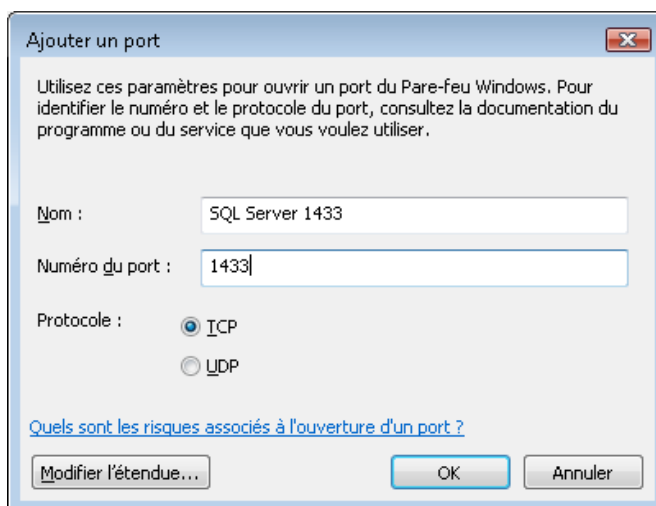 Ajouter un port
Utilisez ces paramètres pour ouvrir un port du Pare-feu Windows. Pour
identifier le numéro et le protocole du port, consultez la documentation du
programme ou du service que vous voulez utiliser.
Nom :
SQL Server 1433
Numéro du port :
1433
Protocole :
TCP
UDP
Quels sont les risques associés à l'ouverture d'un port ?
Modifier l'étendue...
OK
Annuler